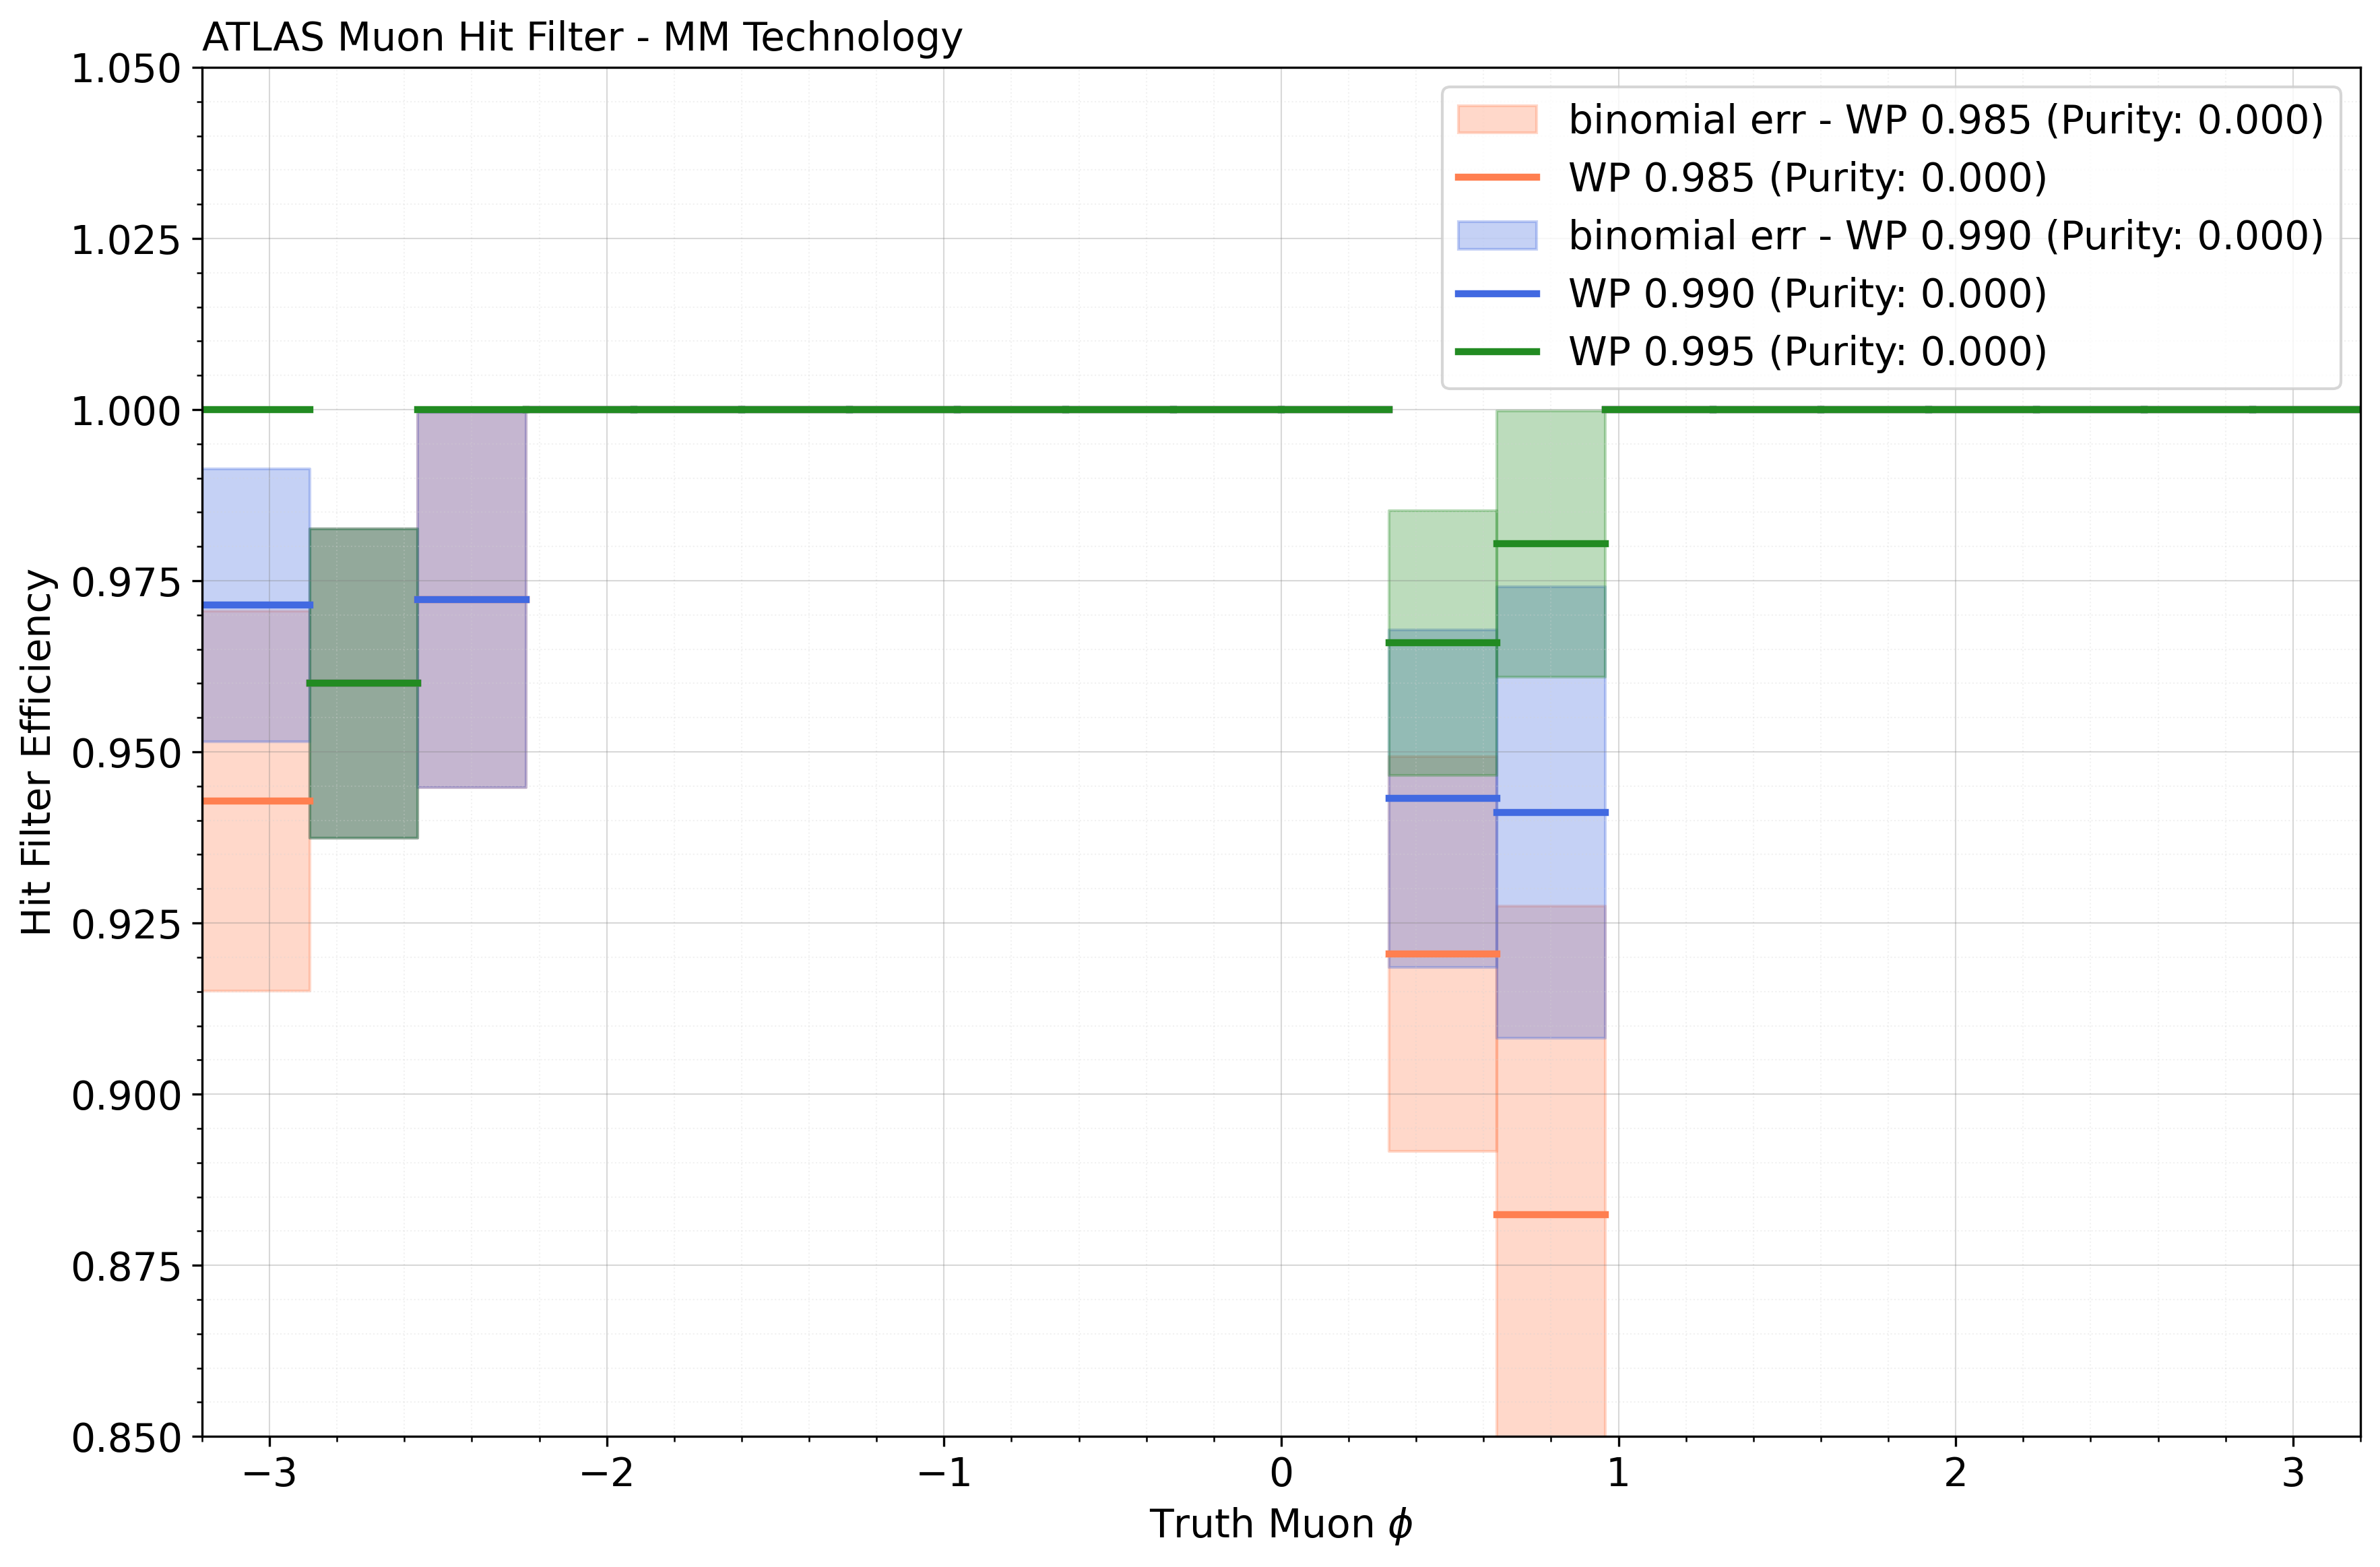 ATLAS Muon Hit Filter - MM Technology
1.050
1.025
1.000
0.975
0.950
0.925
0.900
0.875
0.850
Hit Filter Efficiency
binomial err - WP 0.985 (Purity: 0.000)
WP 0.985 (Purity: 0.000)
binomial err - WP 0.990 (Purity: 0.000)
WP 0.990 (Purity: 0.000)
WP 0.995 (Purity: 0.000)
−3 −2 −1 0 1 2 3
Truth Muon ϕ